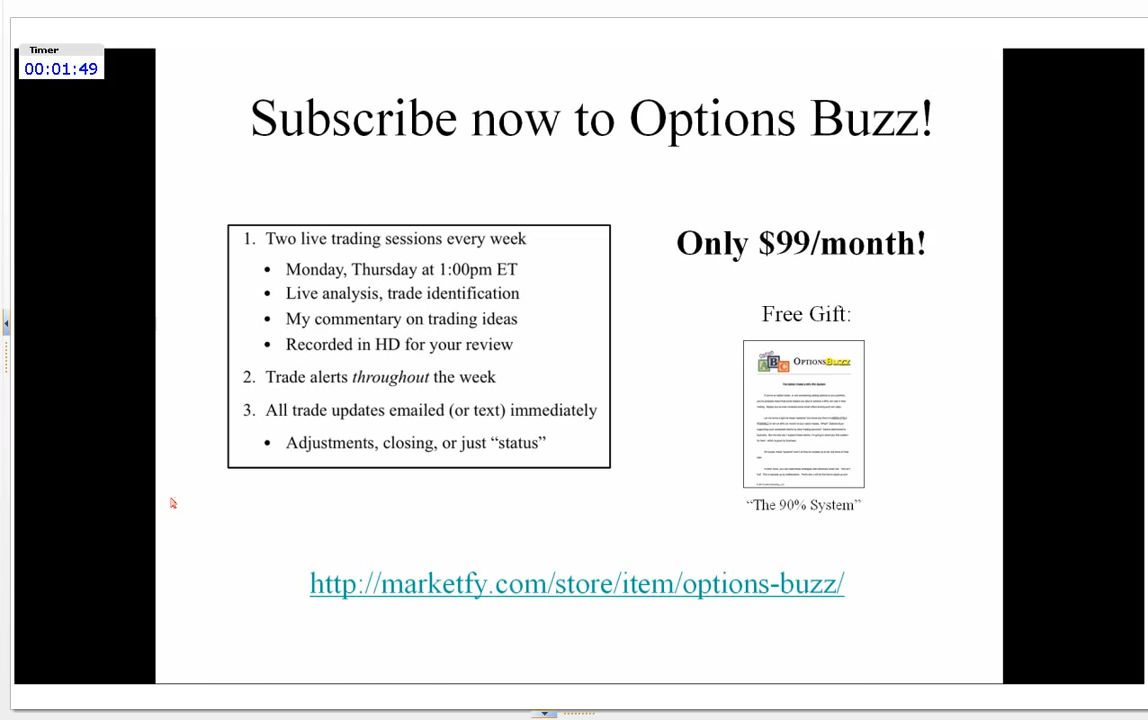 Timer
00:01:49
Subscribe now to Options Buzz!
1. Two live trading sessions every week
• Monday, Thursday at 1:00pm ET
• Live analysis, trade identification
• My commentary on trading ideas
• Recorded in HD for your review
2. Trade alerts throughout the week
3. All trade updates emailed (or text) immediately
• Adjustments, closing, or just “status”
Only $99/month!
Free Gift:
ABC OPTIONSBUZZ
“The 90% System”
http://marketfy.com/store/item/options-buzz/